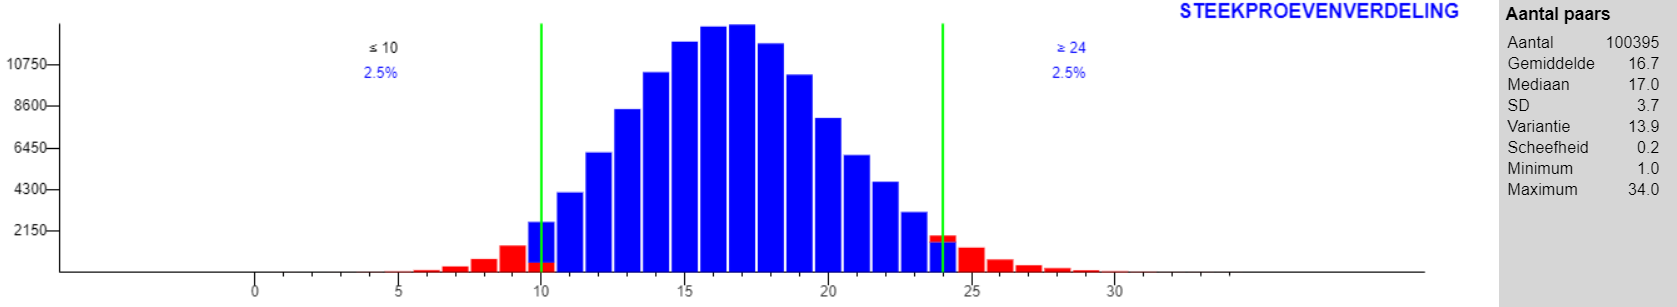 STEEKPROEVENVERDELING
≤ 10
2.5%
≥ 24
2.5%
10750
8600
6450
4300
2150
0 5 10 15 20 25 30
Aantal paars
Aantal 100395
Gemiddelde 16.7
Mediaan 17.0
SD 3.7
Variantie 13.9
Scheefheid 0.2
Minimum 1.0
Maximum 34.0